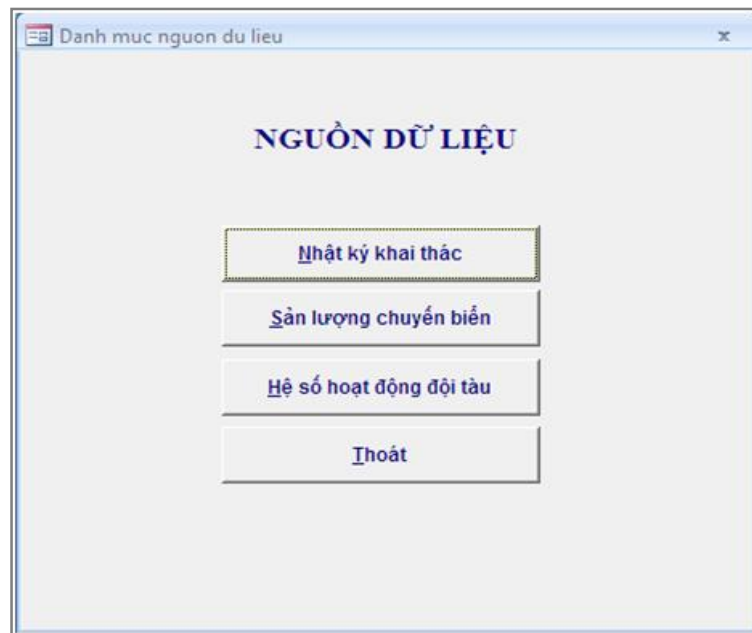 Danh muc nguon du lieu
NGUỒN DỮ LIỆU
Nhật ký khai thác
Sản lượng chuyến biển
Hệ số hoạt động đội tàu
Thoát